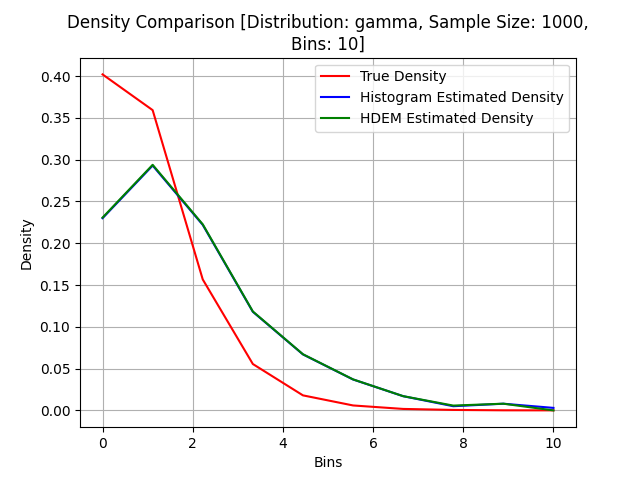 Density Comparison [Distribution: gamma, Sample Size: 1000,
Bins: 10]
True Density
Histogram Estimated Density
HDEM Estimated Density
Density
0.40
0.35
0.30
0.25
0.20
0.15
0.10
0.05
0.00
0 2 4 6 8 10
Bins